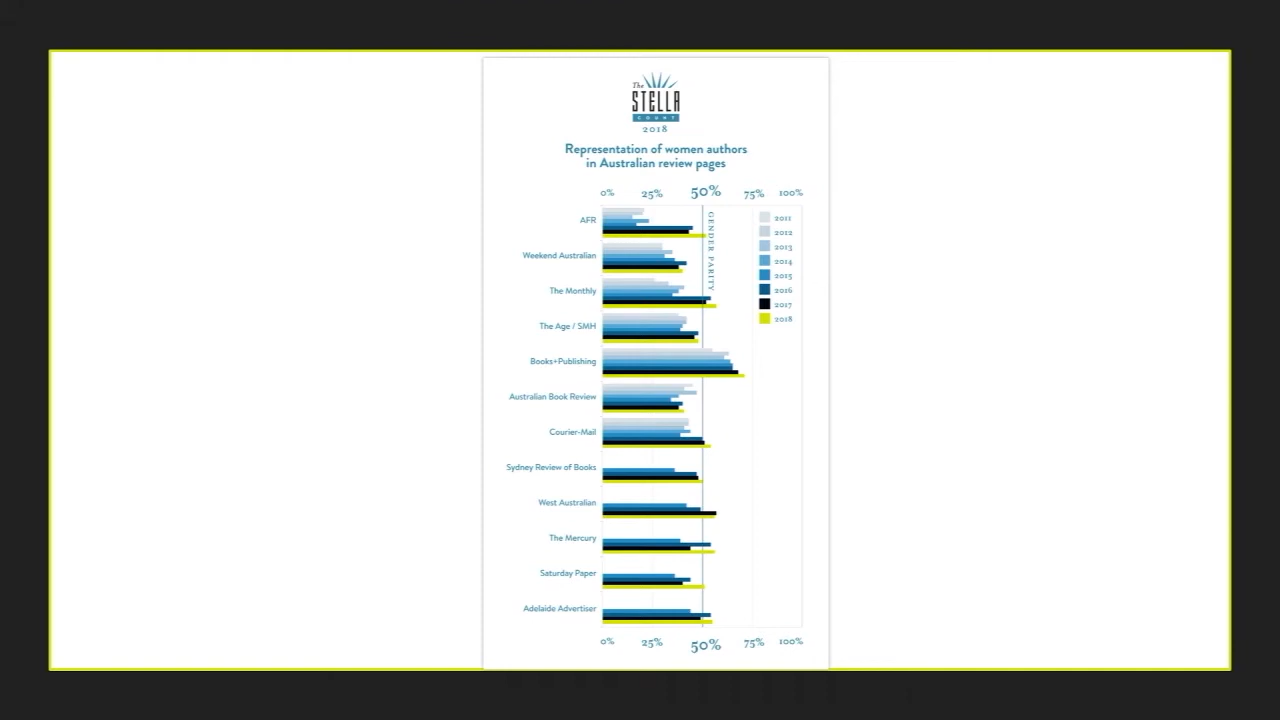 The
STELLA
COUNT
2018
Representation of women authors
in Australian review pages
0% 25% 50% 75% 100%
GENDER PARITY
2011
2012
2013
2014
2015
2016
2017
2018
AFR
Weekend Australian
The Monthly
The Age / SMH
Books+Publishing
Australian Book Review
Courier-Mail
Sydney Review of Books
West Australian
The Mercury
Saturday Paper
Adelaide Advertiser
0% 25% 50% 75% 100%